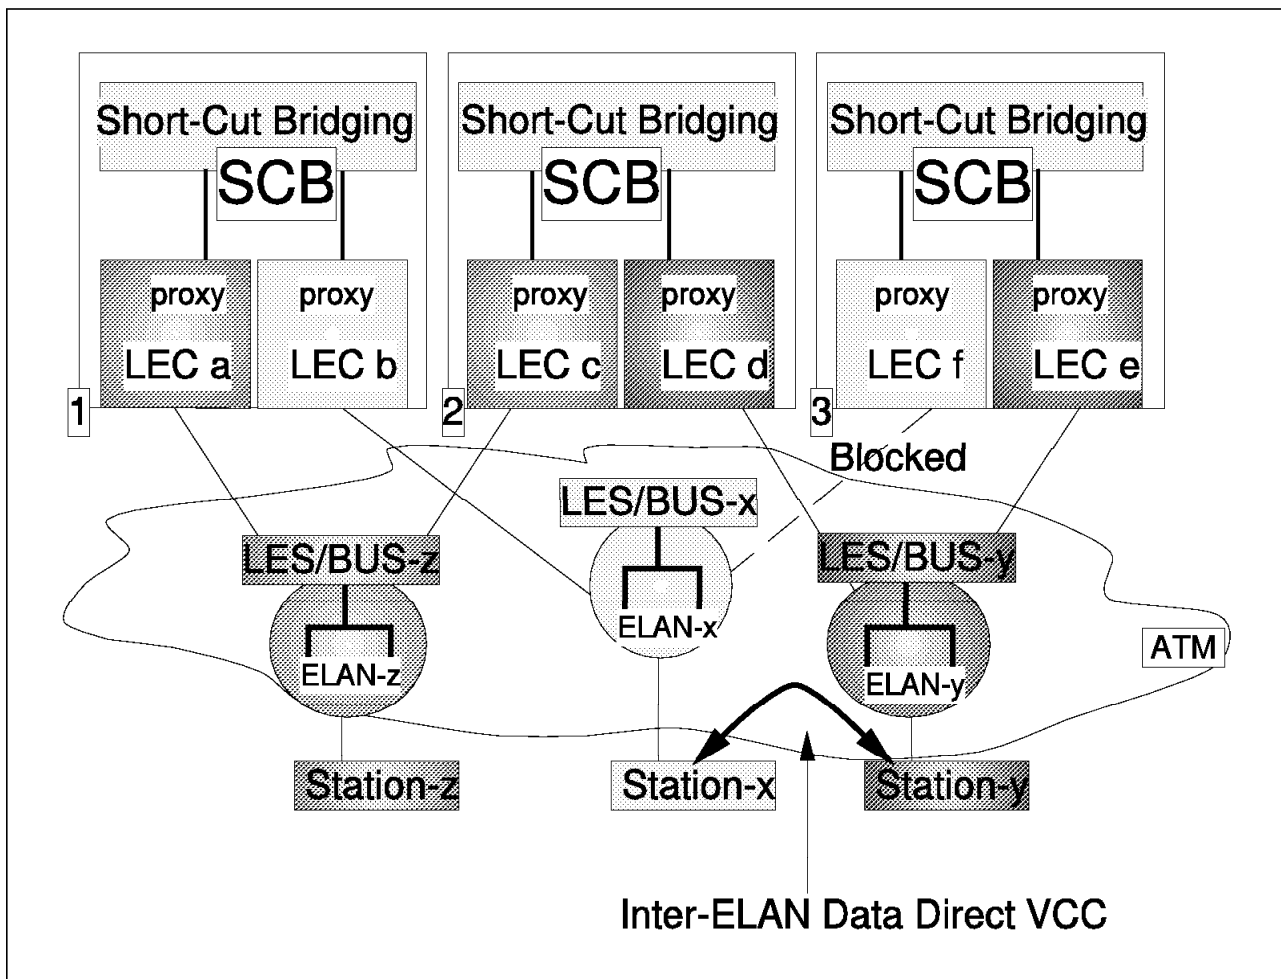 Short-Cut Bridging
SCB
proxy
LEC a
proxy
LEC b
1
Short-Cut Bridging
SCB
proxy
LEC c
proxy
LEC d
2
Short-Cut Bridging
SCB
proxy
LEC f
proxy
LEC e
3
Blocked
LES/BUS-x
ELAN-x
LES/BUS-z
ELAN-z
LES/BUS-y
ELAN-y
ATM
Station-z
Station-x
Station-y
Inter-ELAN Data Direct VCC